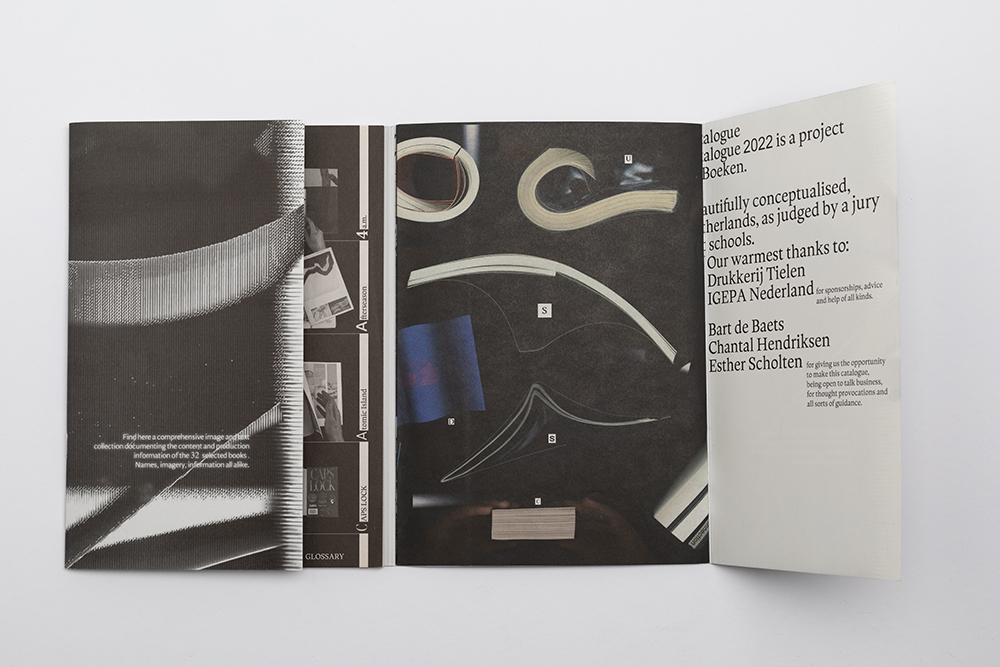 Find here a comprehensive image and text
collection documenting the content and production
information of the 32 selected books .
Names, imagery, information all alike.
4 a.m.
Afterseason
Atomic Island
CAPS LOCK
CAPS
LOCK
GLOSSARY
U
S
D
S
C
alogue
alogue 2022 is a project
Boeken.
autifully conceptualised,
therlands, as judged by a jury
t schools.
Our warmest thanks to:
Drukkerij Tielen
IGEPA Nederland for sponsorships, advice
and help of all kinds.
Bart de Baets
Chantal Hendriksen
Esther Scholten for giving us the opportunity
to make this catalogue,
being open to talk business,
for thought provocations and
all sorts of guidance.